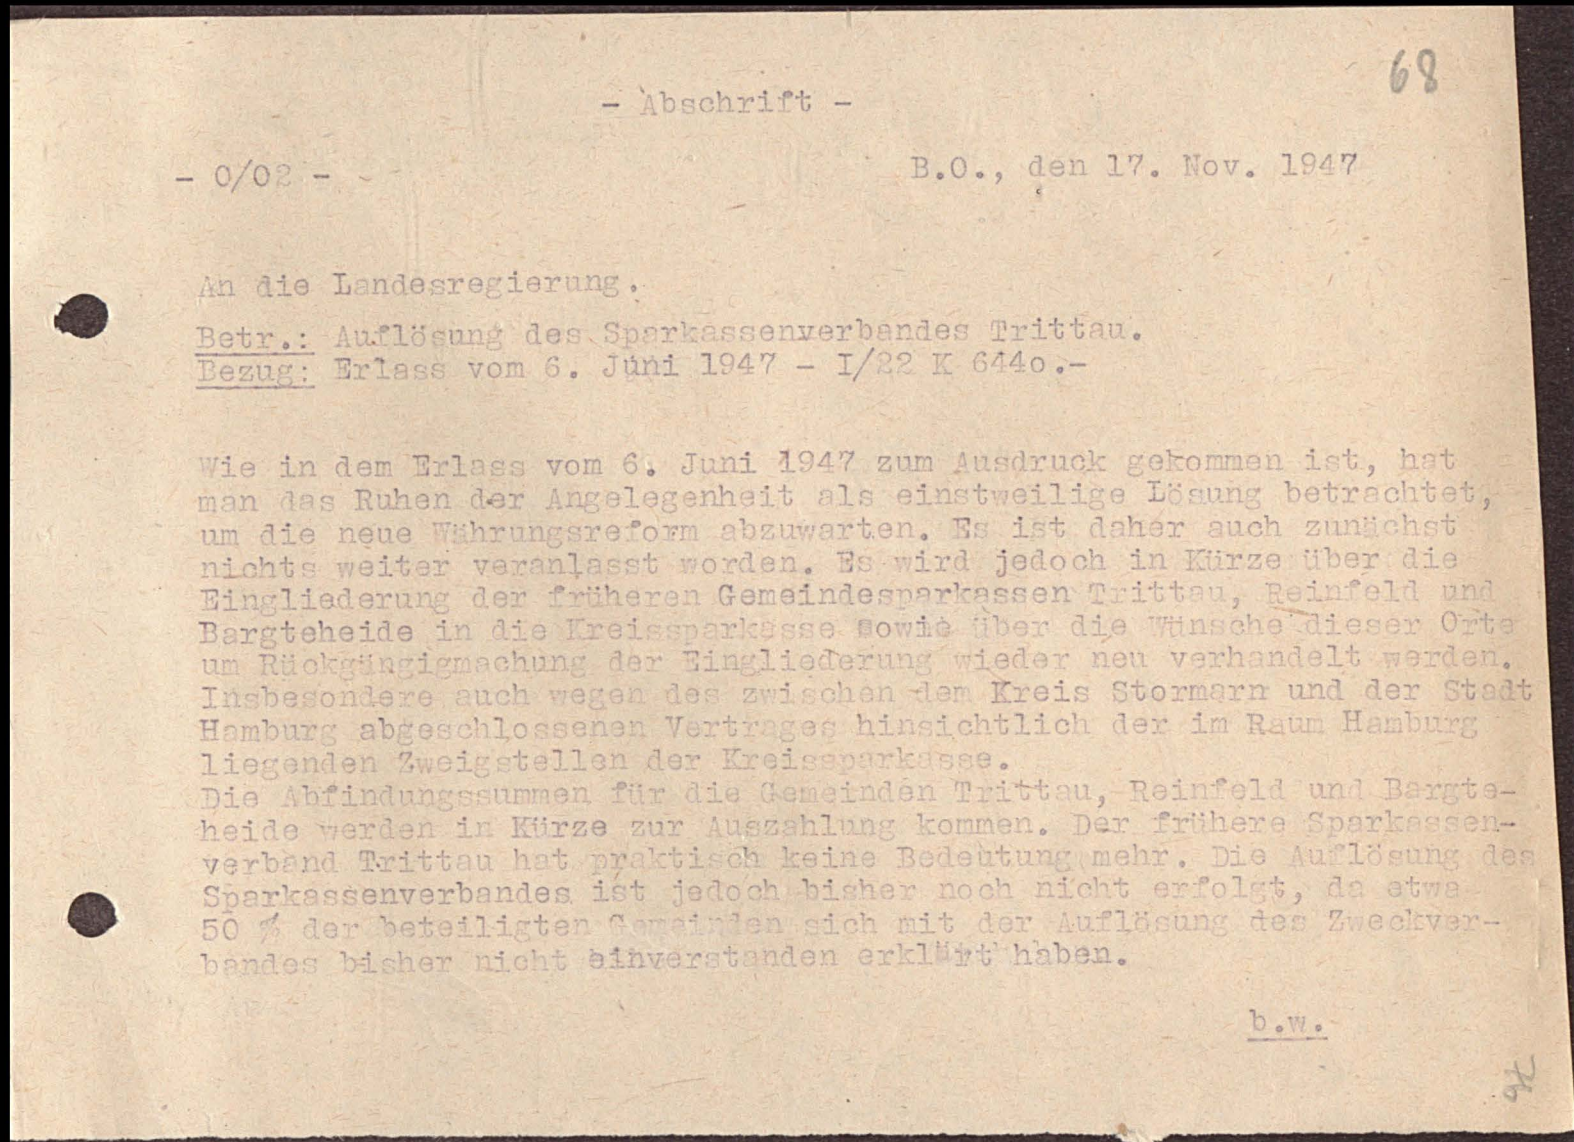 68
- Abschrift -
- 0/02 -
B.O., den 17. Nov. 1947
An die Landesregierung.
Betr.: Auflösung des Sparkassenverbandes Trittau.
Bezug: Erlass vom 6. Juni 1947 - I/22 K 644o.-
Wie in dem Erlass vom 6. Juni 1947 zum Ausdruck gekommen ist, hat
man das Ruhen der Angelegenheit als einstweilige Lösung betrachtet,
um die neue Währungsreform abzuwarten. Es ist daher auch zunächst
nichts weiter veranlasst worden. Es wird jedoch in Kürze über die
Eingliederung der früheren Gemeindesparkassen Trittau, Reinfeld und
Bargteheide in die Kreissparkasse sowie über die Wünsche dieser Orte
um Rückgängigmachung der Eingliederung wieder neu verhandelt werden.
Insbesondere auch wegen des zwischen dem Kreis Stormarn und der Stadt
Hamburg abgeschlossenen Vertrages hinsichtlich der im Raum Hamburg
liegenden Zweigstellen der Kreissparkasse.
Die Abfindungssummen für die Gemeinden Trittau, Reinfeld und Bargte-
heide werden in Kürze zur Auszahlung kommen. Der frühere Sparkassen-
verband Trittau hat praktisch keine Bedeutung mehr. Die Auflösung des
Sparkassenverbandes ist jedoch bisher noch nicht erfolgt, da etwa
50 % der beteiligten Gemeinden sich mit der Auflösung des Zweckver-
bandes bisher nicht einverstanden erklärt haben.
b.w.